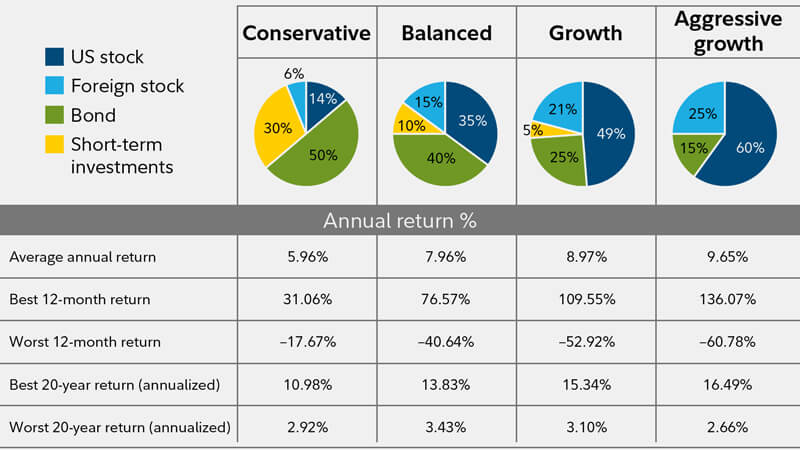 Conservative
Balanced
Growth
Aggressive
growth
US stock
Foreign stock
Bond
Short-term
investments
6%
14%
30%
50%
15%
35%
10%
40%
21%
49%
5%
25%
25%
60%
15%
Annual return %
Average annual return 5.96% 7.96% 8.97% 9.65%
Best 12-month return 31.06% 76.57% 109.55% 136.07%
Worst 12-month return –17.67% –40.64% –52.92% –60.78%
Best 20-year return (annualized) 10.98% 13.83% 15.34% 16.49%
Worst 20-year return (annualized) 2.92% 3.43% 3.10% 2.66%